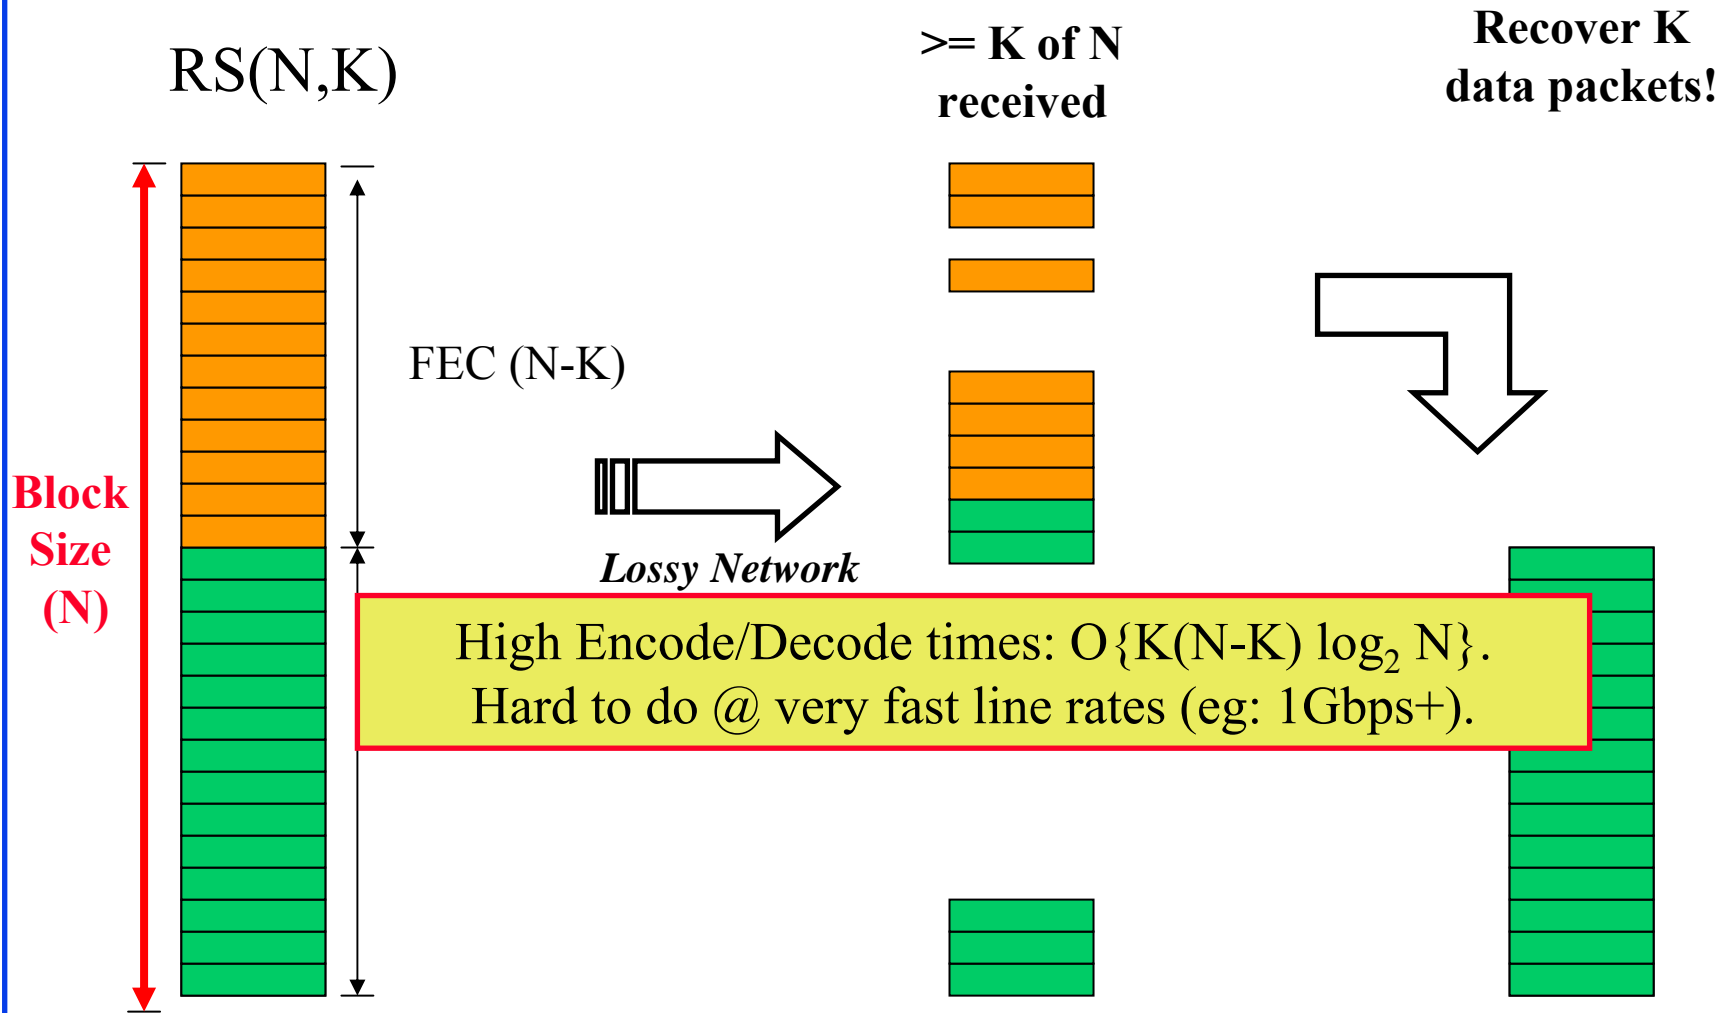 RS(N,K)
>= K of N
received
Recover K
data packets!
FEC (N-K)
Block
Size
(N)
Lossy Network
High Encode/Decode times: O{K(N-K) log₂ N}.
Hard to do @ very fast line rates (eg: 1Gbps+).